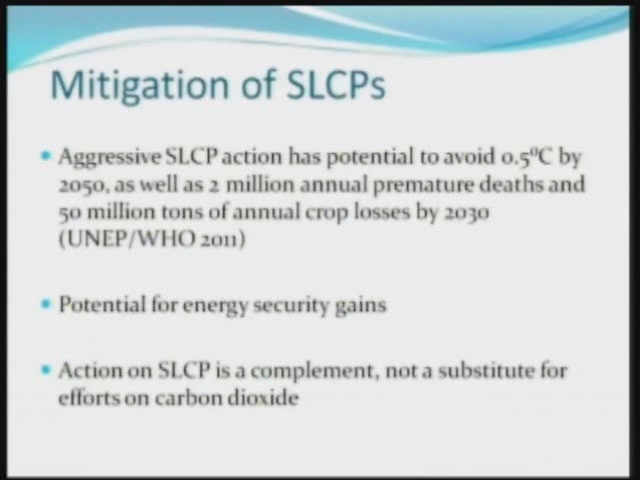 Mitigation of SLCPs
• Aggressive SLCP action has potential to avoid 0.5⁰C by
2050, as well as 2 million annual premature deaths and
50 million tons of annual crop losses by 2030
(UNEP/WHO 2011)
• Potential for energy security gains
• Action on SLCP is a complement, not a substitute for
efforts on carbon dioxide